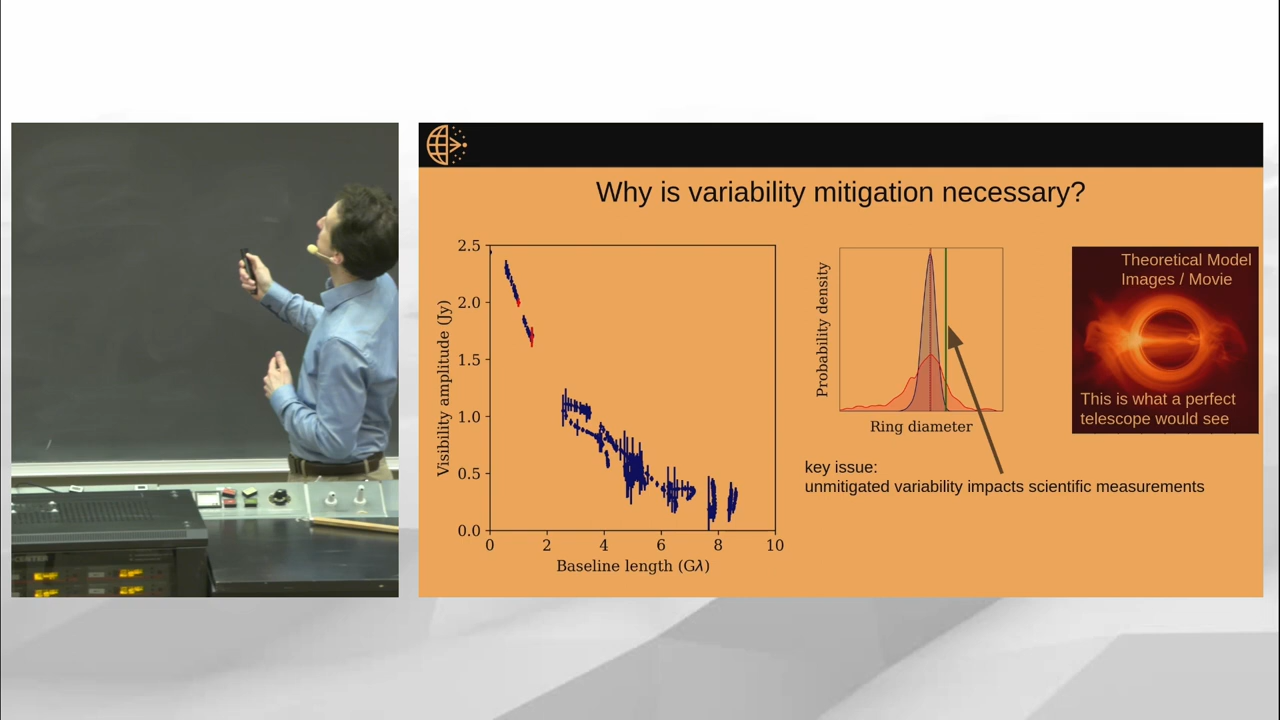 Why is variability mitigation necessary?
2.5
2.0
1.5
1.0
0.5
0.0
Visibility amplitude (Jy)
0
2
4
6
8
10
Baseline length (Gλ)
Probability density
Ring diameter
Theoretical Model
Images / Movie
This is what a perfect
telescope would see
key issue:
unmitigated variability impacts scientific measurements